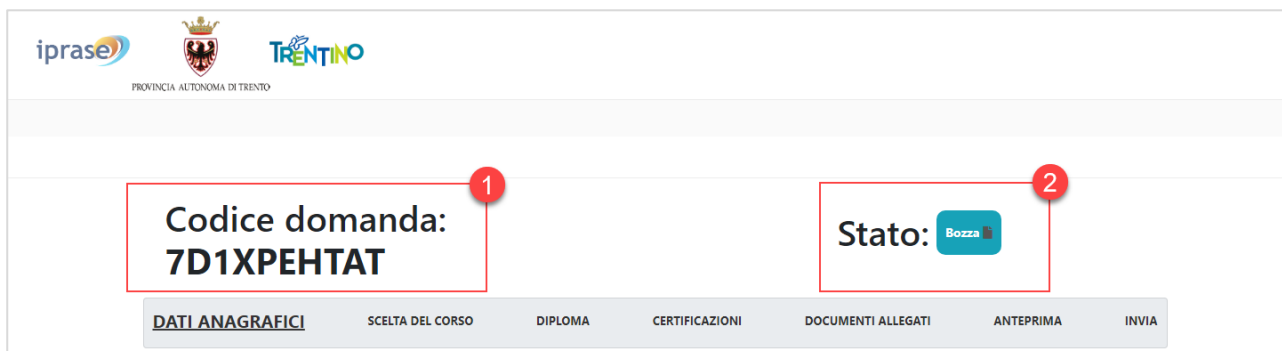 iprase
TRENTINO
PROVINCIA AUTONOMA DI TRENTO
1
2
Codice domanda:
7D1XPEHTAT
Stato: Bozza
DATI ANAGRAFICI SCELTA DEL CORSO DIPLOMA CERTIFICAZIONI DOCUMENTI ALLEGATI ANTEPRIMA INVIA